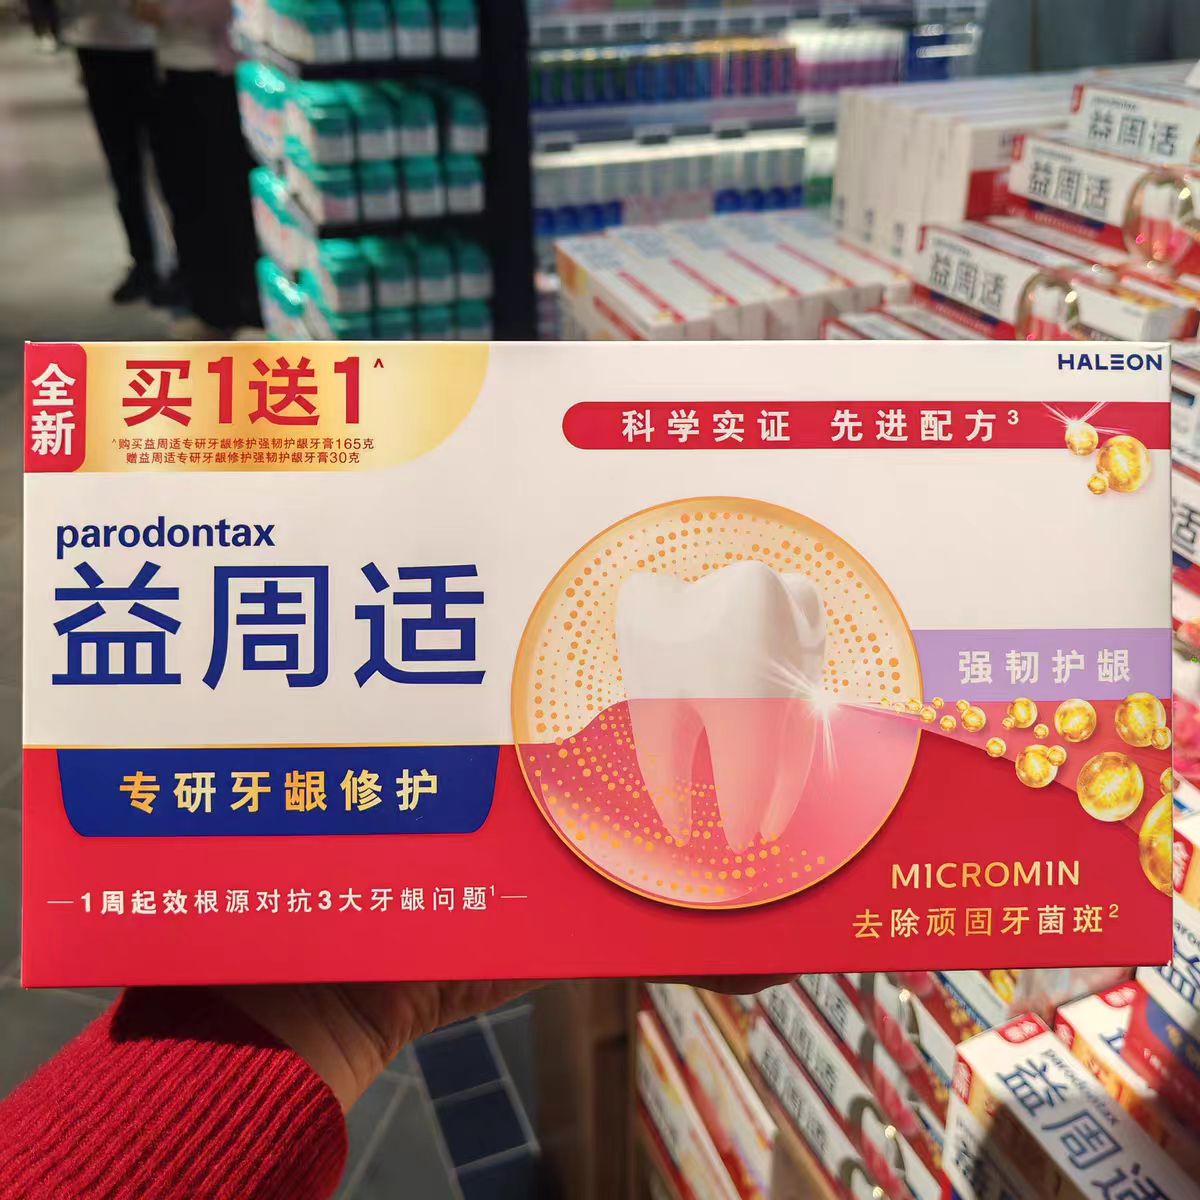 全新
买1送1^
^购买益周适专研牙龈修护强韧护龈牙膏165克
赠益周适专研牙龈修护强韧护龈牙膏30克
HALEON
科学实证 先进配方3
parodontax
益周适
强韧护龈
专研牙龈修护
1周起效根源对抗3大牙龈问题1
MICROMIN
去除顽固牙菌斑2
parodontax
益周适
益周适
益周适
全新
parodontax
益周适